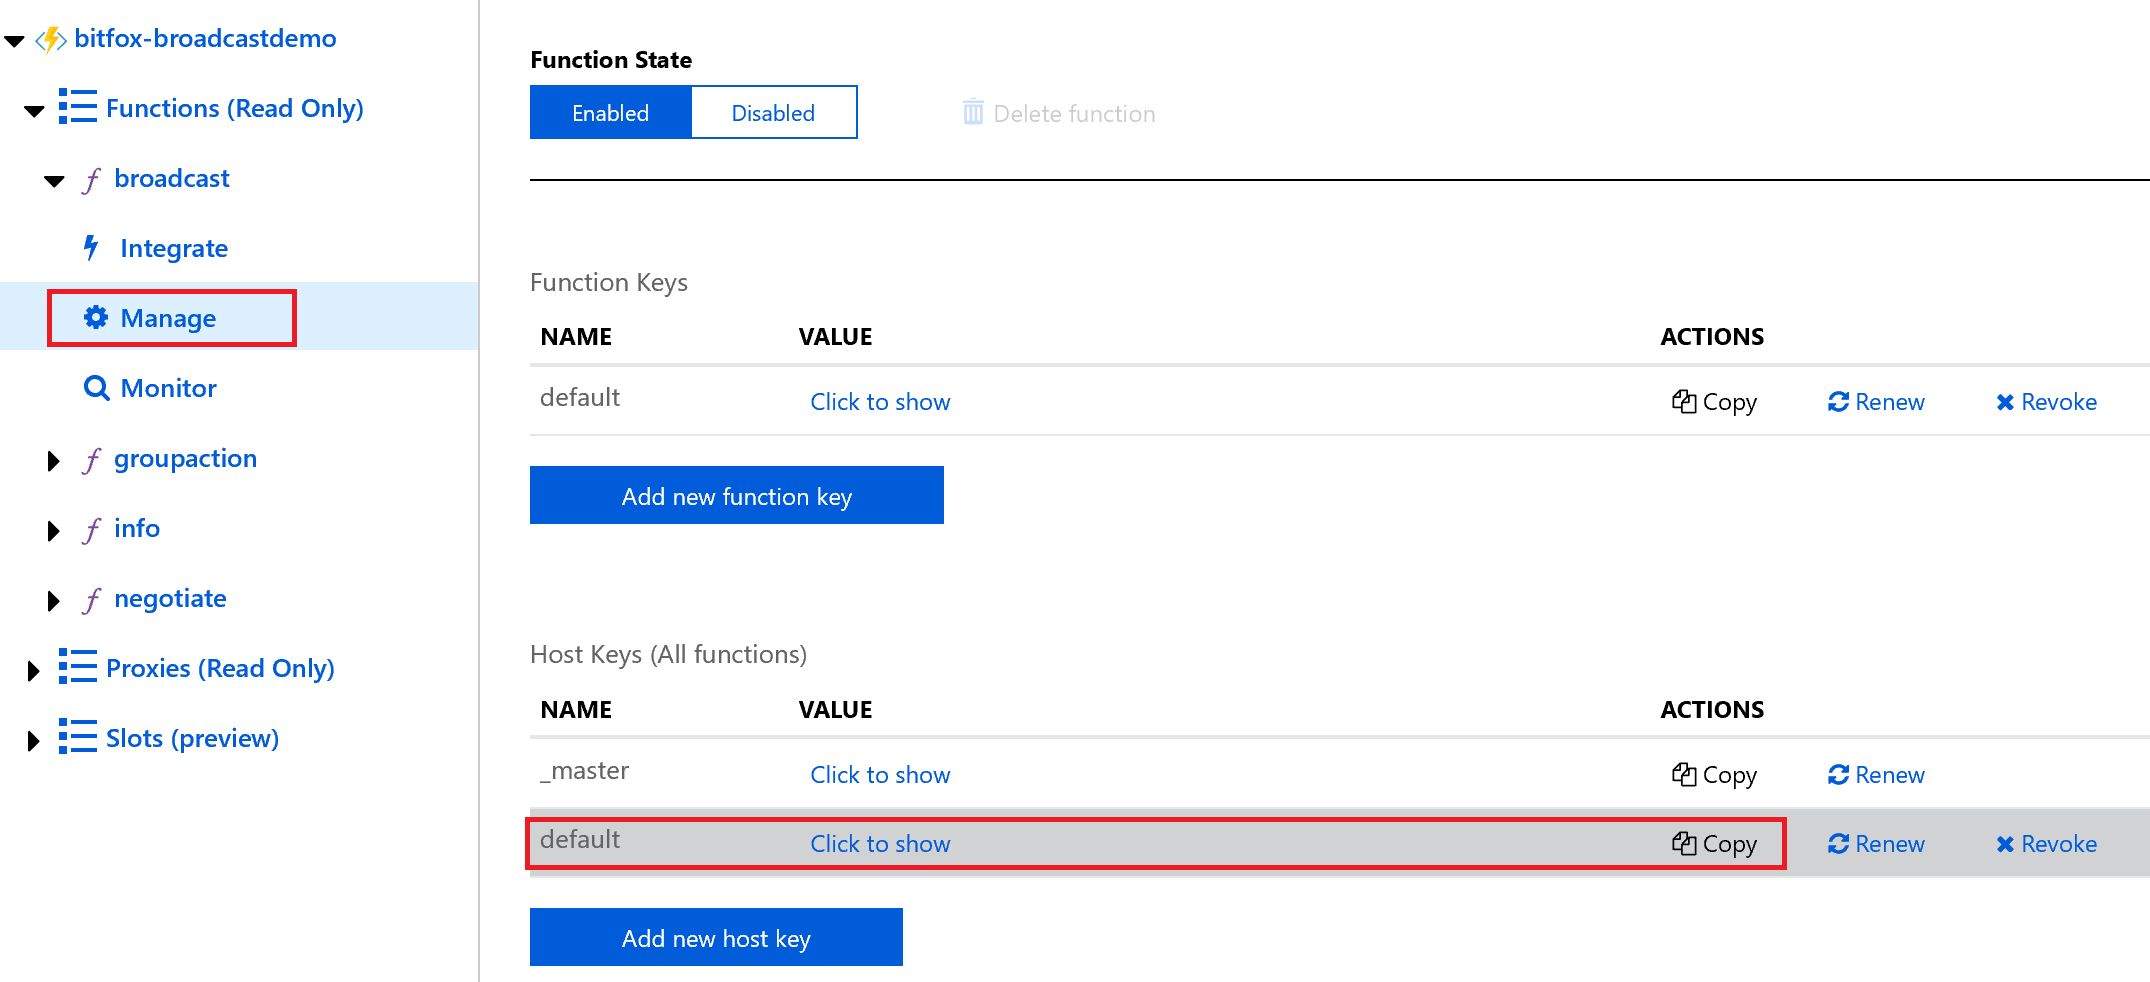 bitfox-broadcastdemo
Functions (Read Only)
broadcast
Integrate
Manage
Monitor
groupaction
info
negotiate
Proxies (Read Only)
Slots (preview)
Function State
Enabled Disabled Delete function
Function Keys
NAME VALUE ACTIONS
default Click to show Copy Renew Revoke
Add new function key
Host Keys (All functions)
NAME VALUE ACTIONS
_master Click to show Copy Renew
default Click to show Copy Renew Revoke
Add new host key